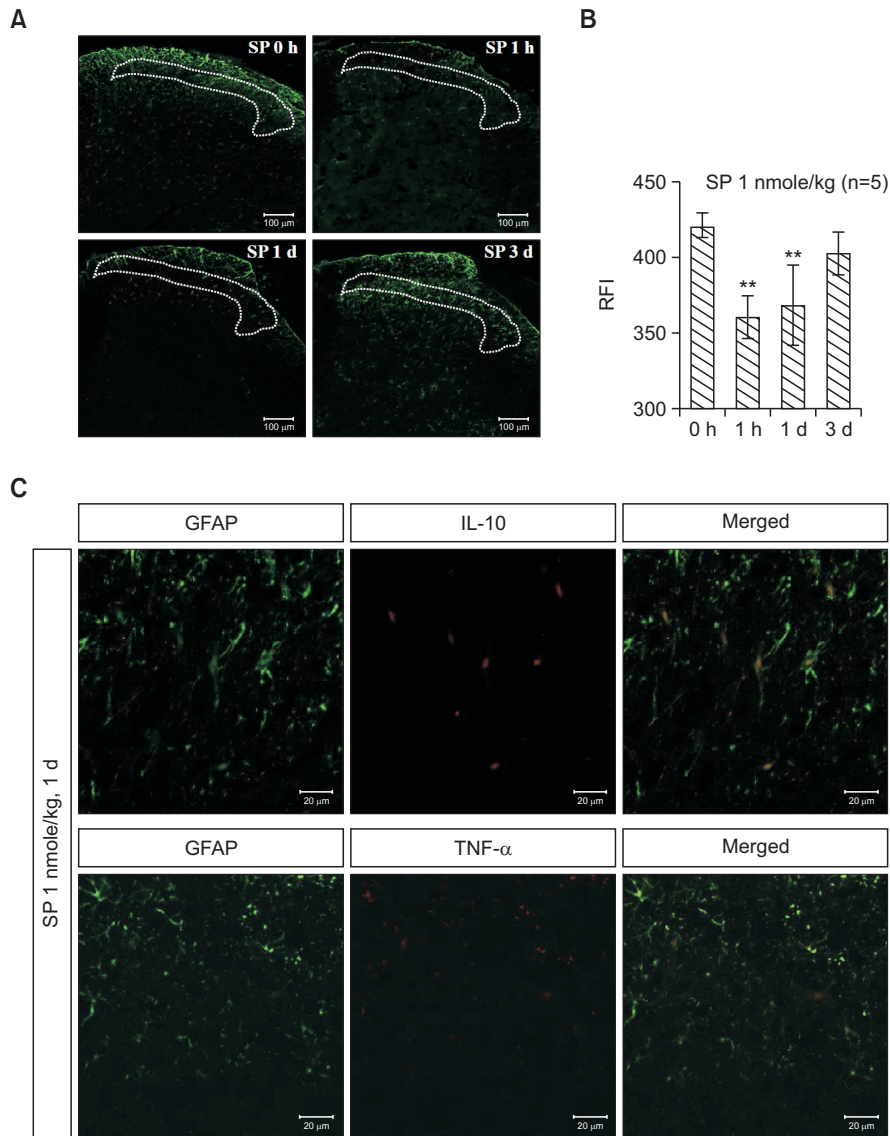 A
SP 0 h
SP 1 h
100 μm
100 μm
SP 1 d
SP 3 d
100 μm
100 μm
B
SP 1 nmole/kg (n=5)
450
400
350
300
RFI
**
**
0 h 1 h 1 d 3 d
C
GFAP
IL-10
Merged
SP 1 nmole/kg, 1 d
20 μm
20 μm
20 μm
GFAP
TNF-α
Merged
20 μm
20 μm
20 μm